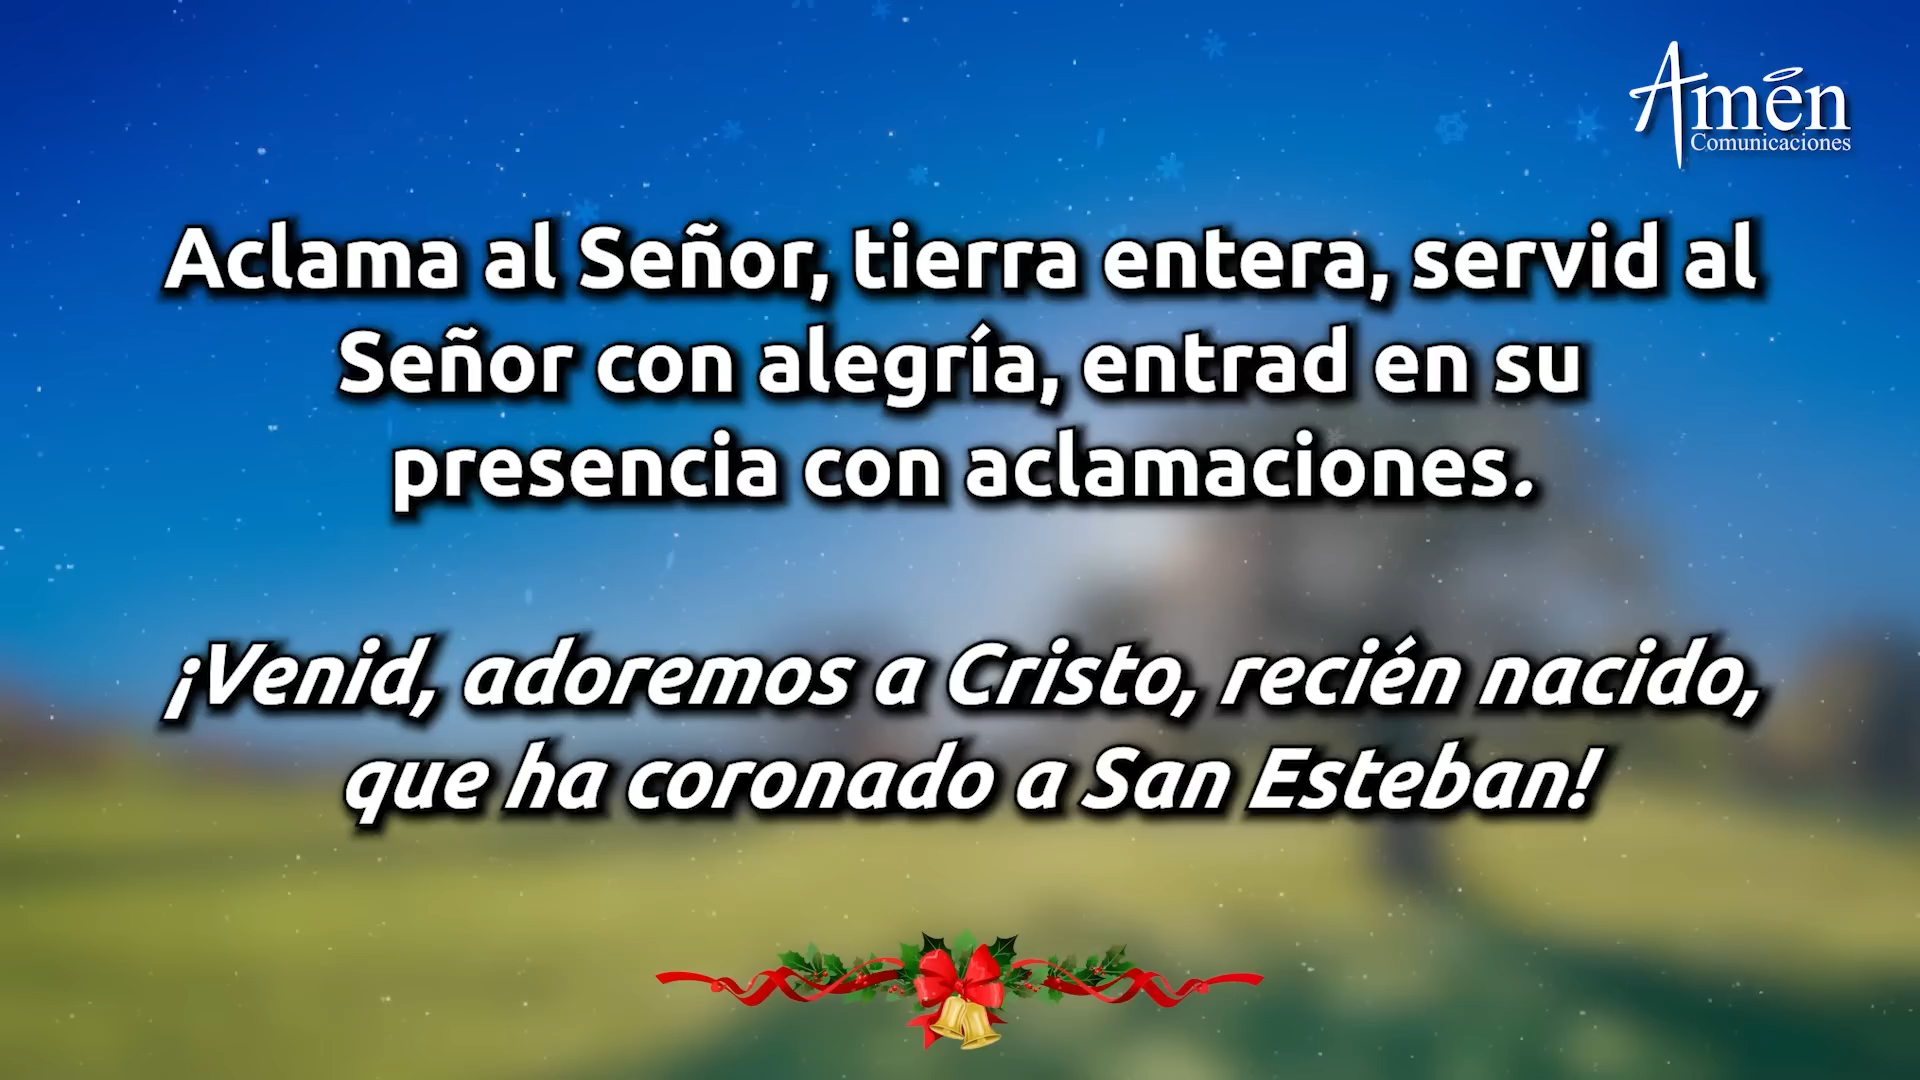 Amén
Comunicaciones
Aclama al Señor, tierra entera, servid al
Señor con alegría, entrad en su
presencia con aclamaciones.
¡Venid, adoremos a Cristo, recién nacido,
que ha coronado a San Esteban!